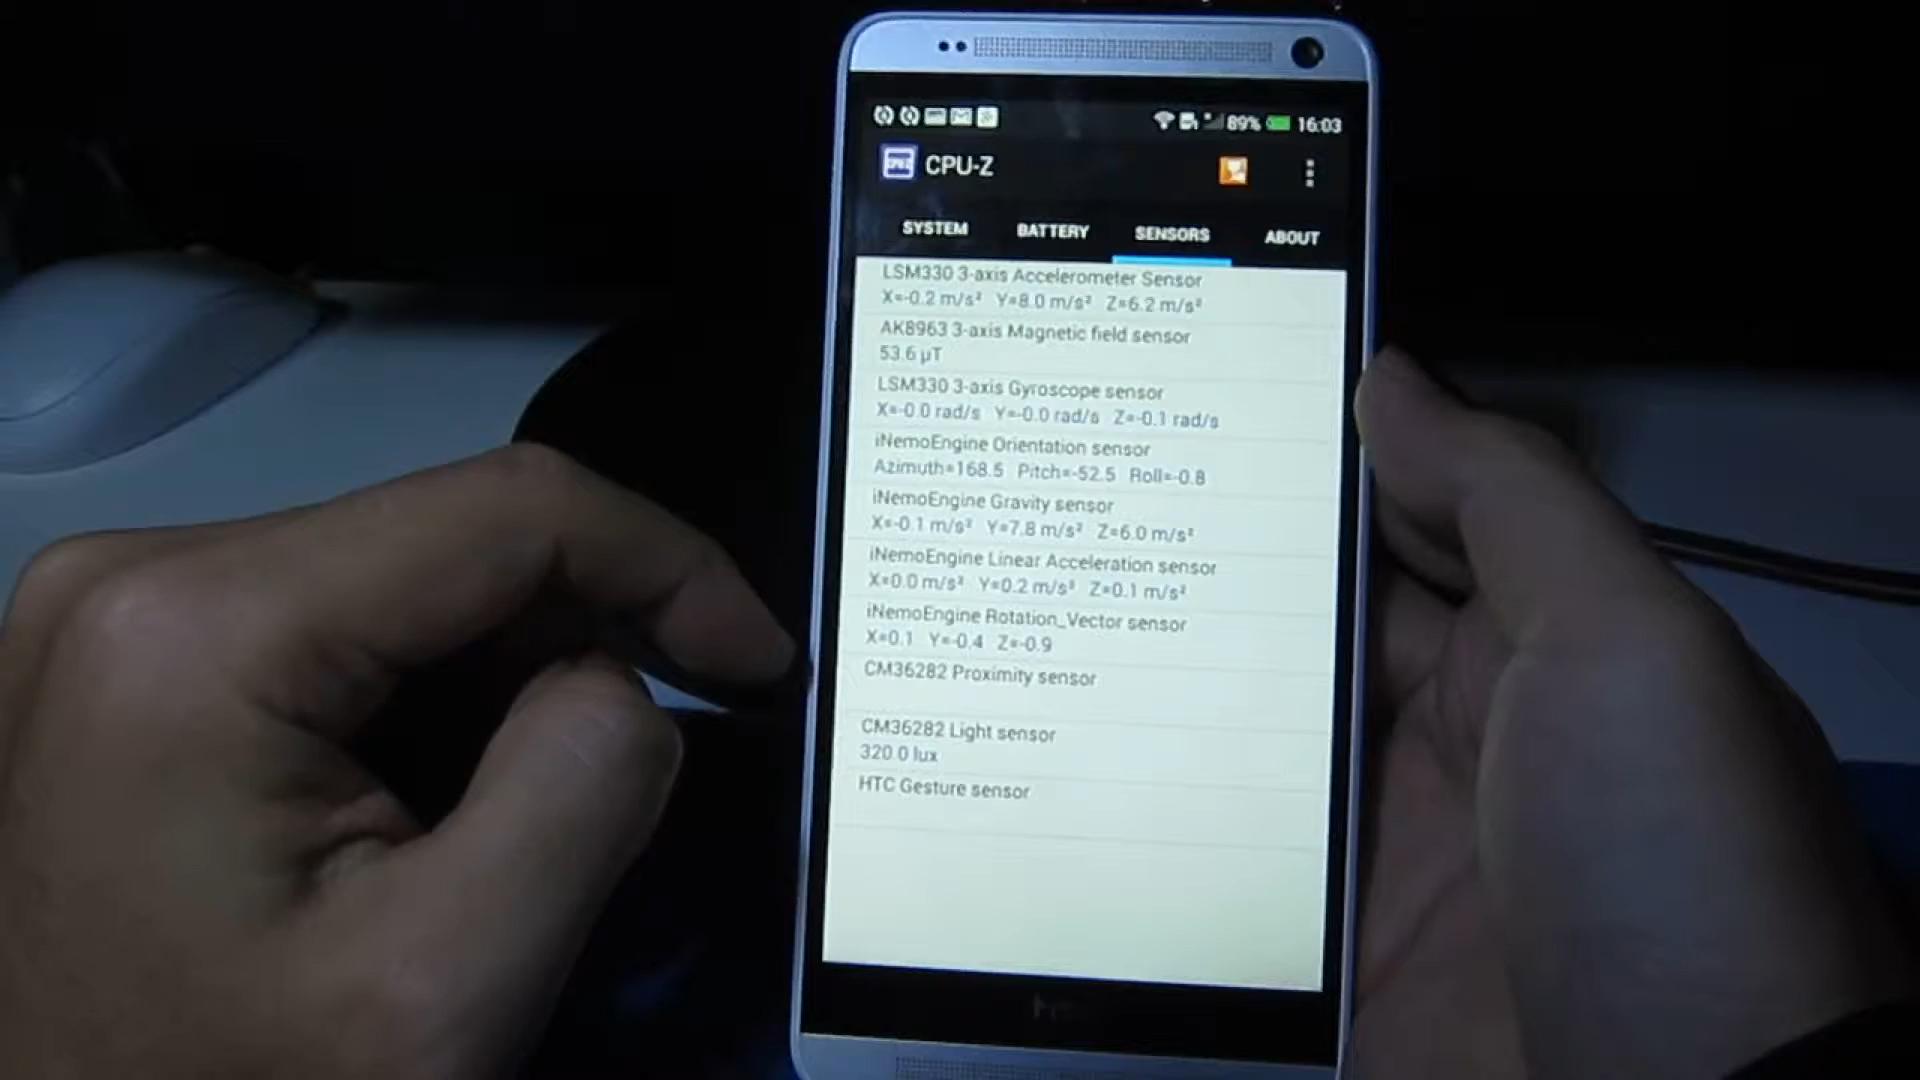 89% 16:03
CPU-Z
SYSTEM BATTERY SENSORS ABOUT
LSM330 3-axis Accelerometer Sensor
X=-0.2 m/s² Y=8.0 m/s² Z=6.2 m/s²
AK8963 3-axis Magnetic field sensor
53.6 µT
LSM330 3-axis Gyroscope sensor
X=-0.0 rad/s Y=-0.0 rad/s Z=-0.1 rad/s
iNemoEngine Orientation sensor
Azimuth=168.5 Pitch=-52.5 Roll=-0.8
iNemoEngine Gravity sensor
X=-0.1 m/s² Y=7.8 m/s² Z=6.0 m/s²
iNemoEngine Linear Acceleration sensor
X=0.0 m/s² Y=0.2 m/s² Z=0.1 m/s²
iNemoEngine Rotation_Vector sensor
X=0.1 Y=-0.4 Z=-0.9
CM36282 Proximity sensor
CM36282 Light sensor
320.0 lux
HTC Gesture sensor